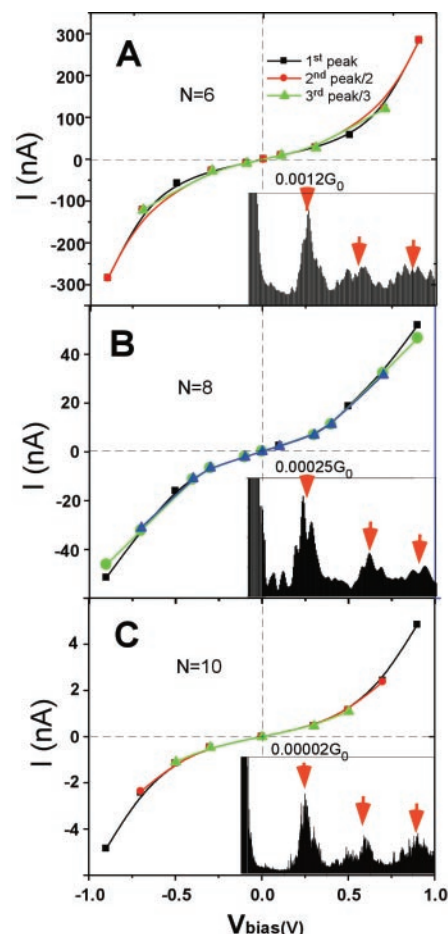 300
200
100
0
-100
-200
-300
I (nA)
A
N=6
1st peak
2nd peak/2
3rd peak/3
0.0012G0
40
20
0
-20
-40
I (nA)
B
N=8
0.00025G0
4
2
0
-2
-4
I (nA)
C
N=10
0.00002G0
-1.0 -0.5 0.0 0.5 1.0
Vbias(V)